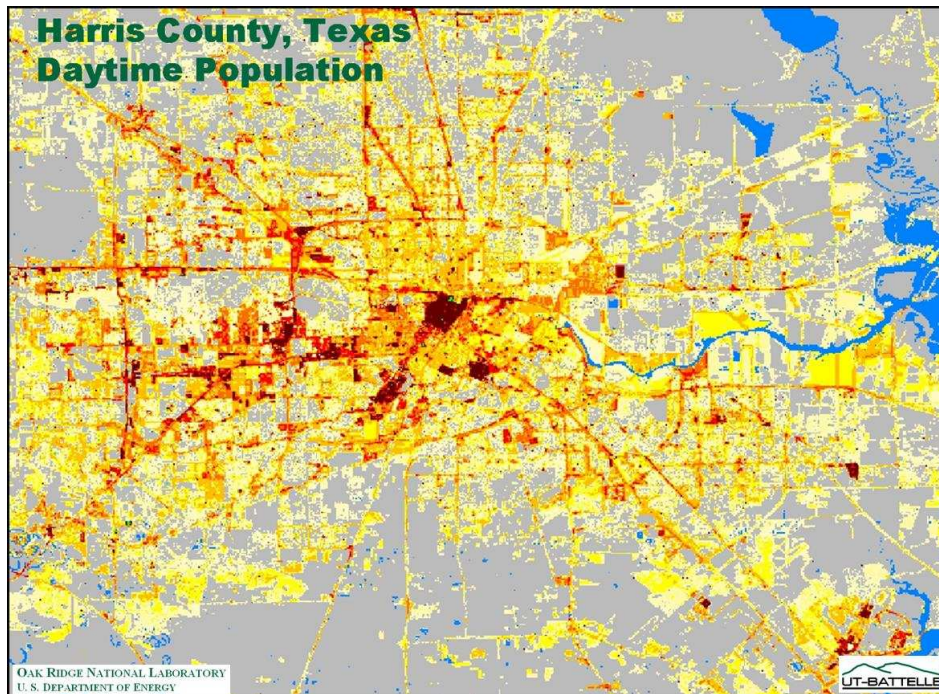 Harris County, Texas
Daytime Population
OAK RIDGE NATIONAL LABORATORY
U. S. DEPARTMENT OF ENERGY
UT-BATTELLE